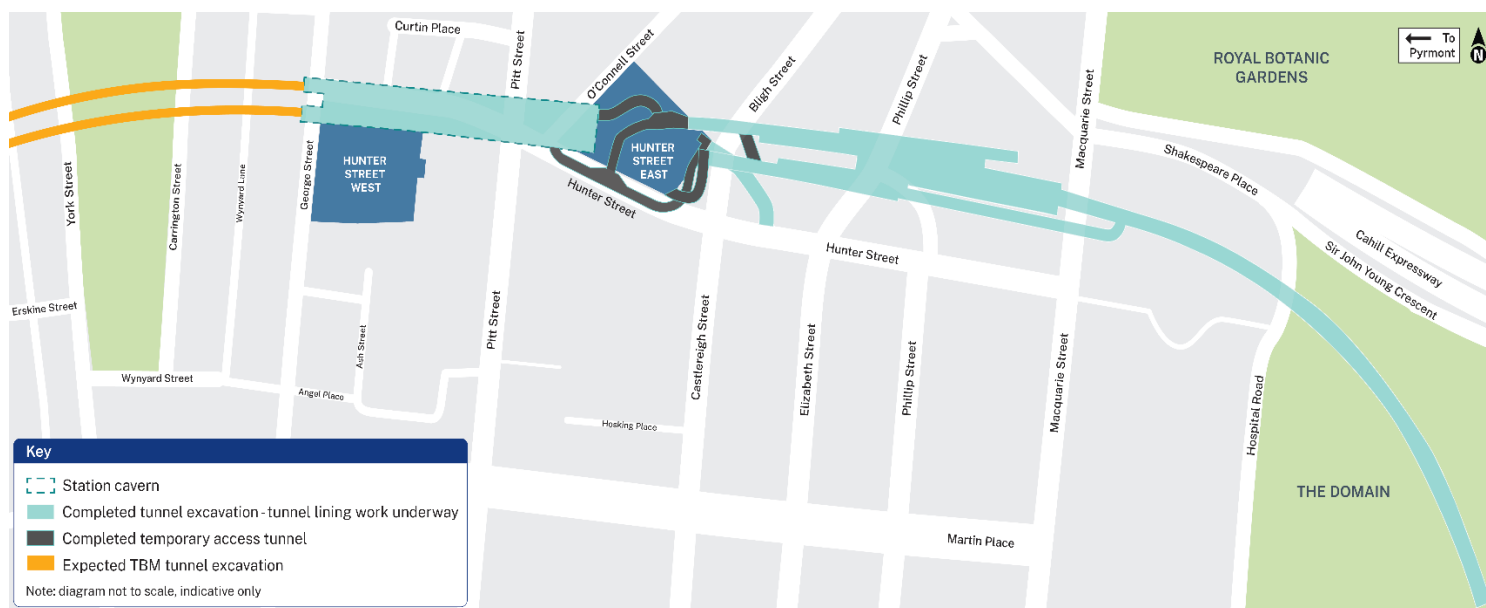 Curtin Place
Pitt Street
O'Connell Street
Bligh Street
Phillip Street
Macquarie Street
ROYAL BOTANIC
GARDENS
To
Pyrmont
N
Shakespeare Place
Cahill Expressway
Sir John Young Crescent
York Street
Carrington Street
Wynyard Lane
George Street
HUNTER
STREET
WEST
HUNTER
STREET
EAST
Hunter Street
Hunter Street
Erskine Street
Wynyard Street
Ash Street
Angel Place
Pitt Street
Hosking Place
Castlereigh Street
Elizabeth Street
Phillip Street
Macquarie Street
Hospital Road
THE DOMAIN
Martin Place
Key
Station cavern
Completed tunnel excavation - tunnel lining work underway
Completed temporary access tunnel
Expected TBM tunnel excavation
Note: diagram not to scale, indicative only